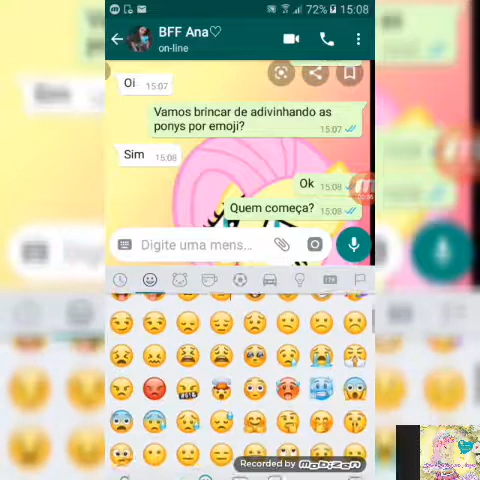 72% 15:08
BFF Ana♡
on-line
Oi 15:07
Vamos brincar de adivinhando as
ponys por emoji? 15:07
Sim 15:08
Ok 15:08
Quem começa? 15:08
Digite uma mens...
Recorded by mobizen